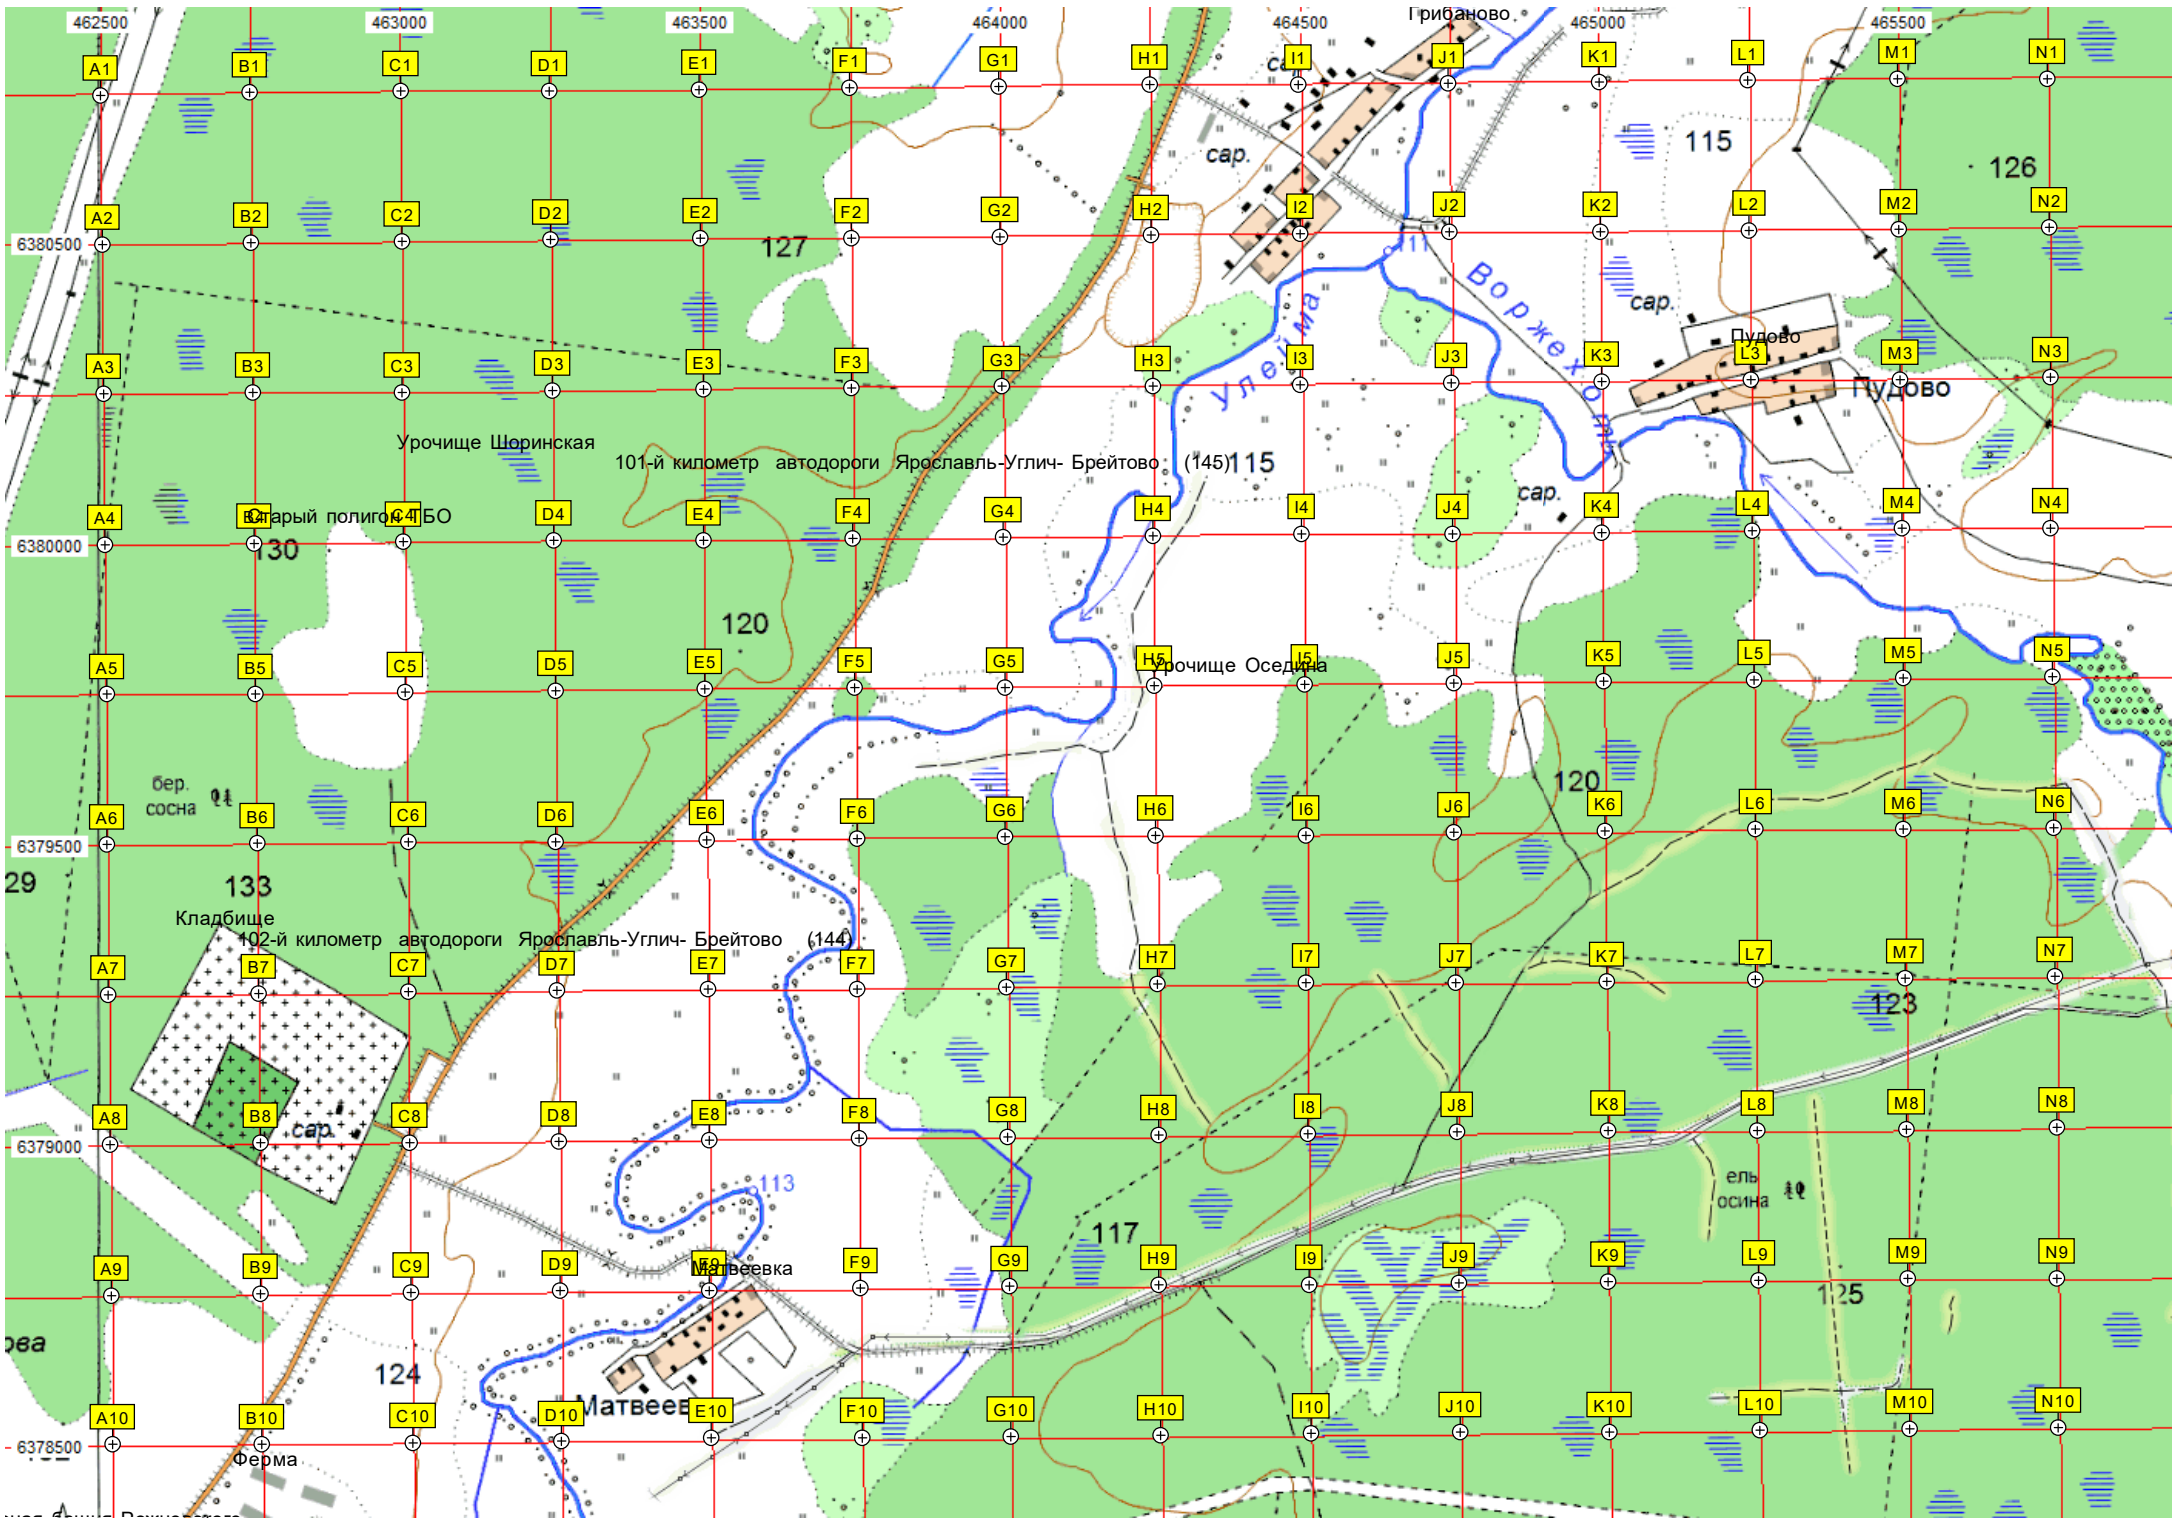 462500 463000 463500 464000 464500 465000 465500
Грибаново
A1 B1 C1 D1 E1 F1 G1 H1 I1 J1 K1 L1 M1 N1
115
126
сар.
A2 B2 C2 D2 E2 F2 G2 H2 I2 J2 K2 L2 M2 N2
6380500
127
111
Воржехоть
Улейма
сар.
Пудово
A3 B3 C3 D3 E3 F3 G3 H3 I3 J3 K3 L3 M3 N3
Пудово
Урочище Шоринская
101-й километр автодороги Ярославль-Углич- Брейтово (145)
115
сар.
A4 B4 C4 D4 E4 F4 G4 H4 I4 J4 K4 L4 M4 N4
Старый полигон ТБО
6380000
130
120
A5 B5 C5 D5 E5 F5 G5 H5 I5 J5 K5 L5 M5 N5
Урочище Оседина
бер.
сосна
120
A6 B6 C6 D6 E6 F6 G6 H6 I6 J6 K6 L6 M6 N6
6379500
29
133
Кладбище
102-й километр автодороги Ярославль-Углич- Брейтово (144)
A7 B7 C7 D7 E7 F7 G7 H7 I7 J7 K7 L7 M7 N7
123
A8 B8 C8 D8 E8 F8 G8 H8 I8 J8 K8 L8 M8 N8
сар.
6379000
113
ель
осина
117
A9 B9 C9 D9 E9 F9 G9 H9 I9 J9 K9 L9 M9 N9
Матвеевка
125
ова
124
A10 B10 C10 D10 E10 F10 G10 H10 I10 J10 K10 L10 M10 N10
Матвеев
6378500
Ферма